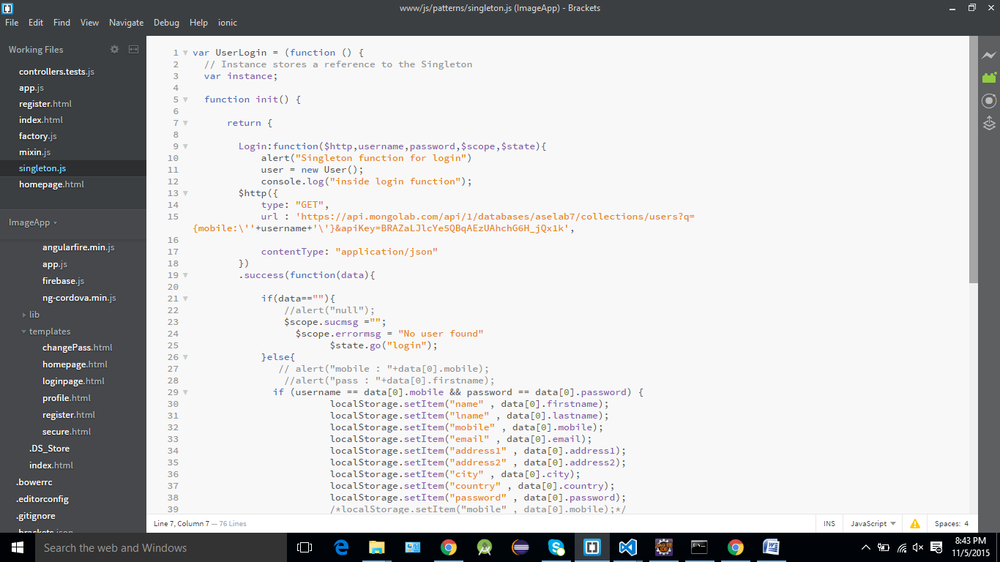 www/js/patterns/singleton.js (ImageApp) - Brackets
File Edit Find View Navigate Debug Help ionic
Working Files
controllers.tests.js
app.js
register.html
index.html
factory.js
mixin.js
singleton.js
homepage.html
ImageApp
angularfire.min.js
app.js
firebase.js
ng-cordova.min.js
lib
templates
changePass.html
homepage.html
loginpage.html
profile.html
register.html
secure.html
.DS_Store
index.html
.bowerrc
.editorconfig
.gitignore
.brackets.json
1 var UserLogin = (function () {
2 // Instance stores a reference to the Singleton
3 var instance;
4
5 function init() {
6
7 return {
8
9 Login:function($http,username,password,$scope,$state){
10 alert("Singleton function for login")
11 user = new User();
12 console.log("inside login function");
13 $http({
14 type: "GET",
15 url : 'https://api.mongolab.com/api/1/databases/aselab7/collections/users?q=
{mobile:\''+username+'\'}&apiKey=BRAZaLJlcYe5QBqAEzUAhchG6H_jQx1k',
16
17 contentType: "application/json"
18 })
19 .success(function(data){
20
21 if(data==""){
22 //alert("null");
23 $scope.sucmsg ="";
24 $scope.errormsg = "No user found"
25 $state.go("login");
26 }else{
27 // alert("mobile : "+data[0].mobile);
28 //alert("pass : "+data[0].firstname);
29 if (username == data[0].mobile && password == data[0].password) {
30 localStorage.setItem("name" , data[0].firstname);
31 localStorage.setItem("lname" , data[0].lastname);
32 localStorage.setItem("mobile" , data[0].mobile);
33 localStorage.setItem("email" , data[0].email);
34 localStorage.setItem("address1" , data[0].address1);
35 localStorage.setItem("address2" , data[0].address2);
36 localStorage.setItem("city" , data[0].city);
37 localStorage.setItem("country" , data[0].country);
38 localStorage.setItem("password" , data[0].password);
39 /*localStorage.setItem("mobile" , data[0].mobile);*/
Line 7, Column 7 — 76 Lines
INS JavaScript Spaces: 4
Search the web and Windows
8:43 PM
11/5/2015